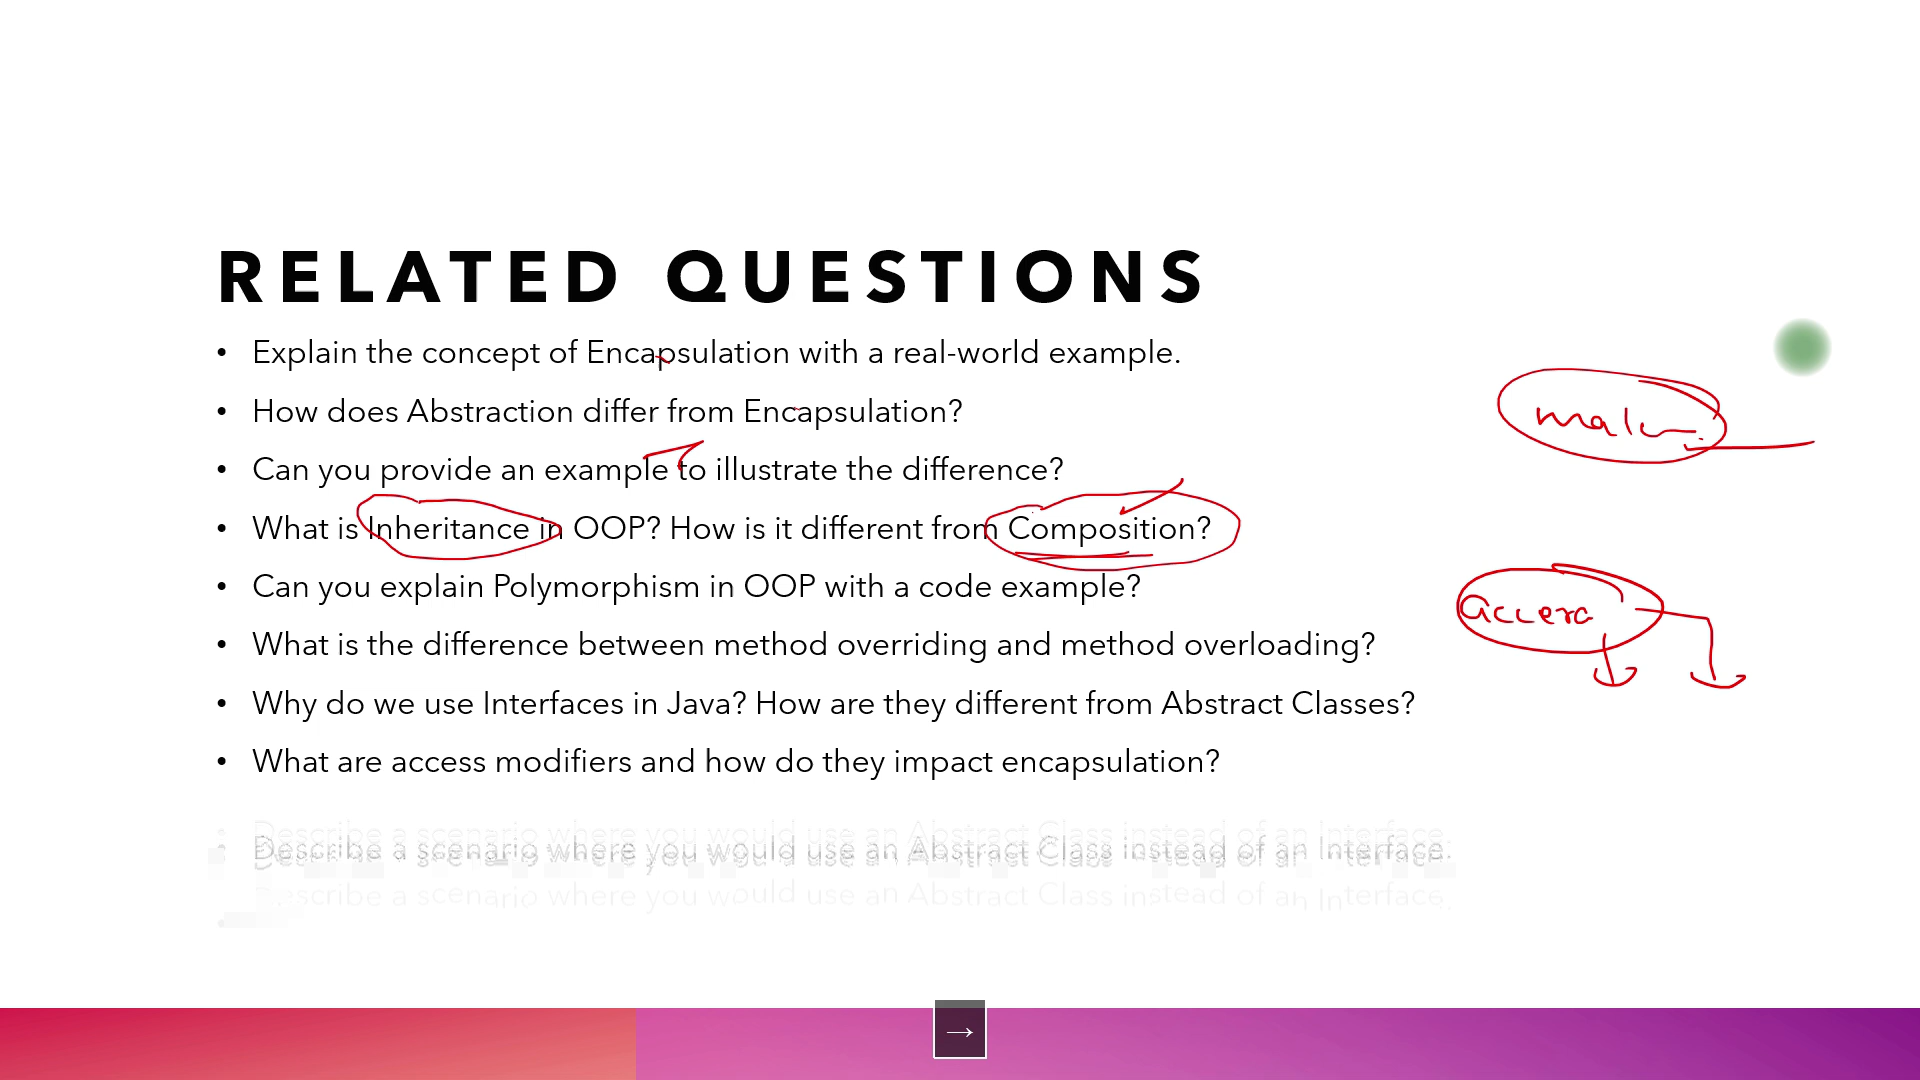 RELATED QUESTIONS
• Explain the concept of Encapsulation with a real-world example.
• How does Abstraction differ from Encapsulation?
• Can you provide an example to illustrate the difference?
• What is Inheritance in OOP? How is it different from Composition?
• Can you explain Polymorphism in OOP with a code example?
• What is the difference between method overriding and method overloading?
• Why do we use Interfaces in Java? How are they different from Abstract Classes?
• What are access modifiers and how do they impact encapsulation?
• Describe a scenario where you would use an Abstract Class instead of an Interface.
→